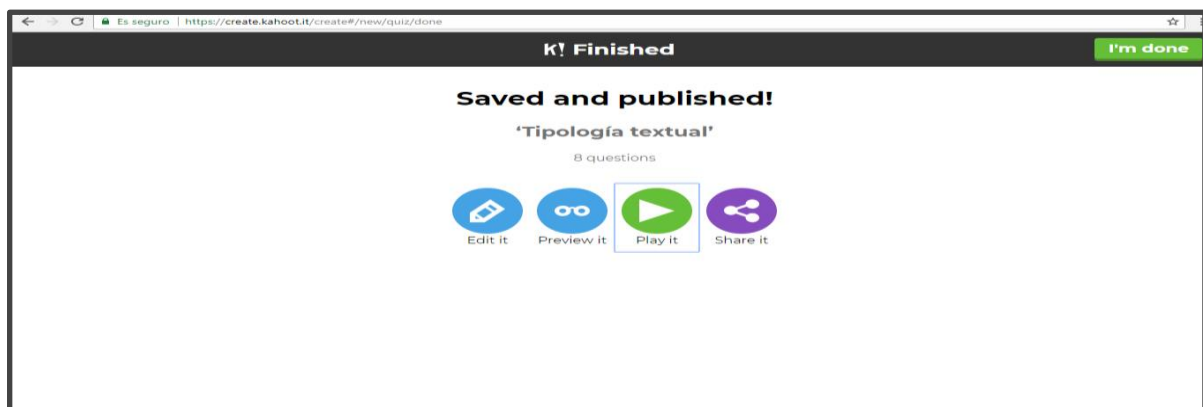 Es seguro | https://create.kahoot.it/create#/new/quiz/done
K! Finished
I'm done
Saved and published!
‘Tipología textual’
8 questions
Edit it Preview it Play it Share it